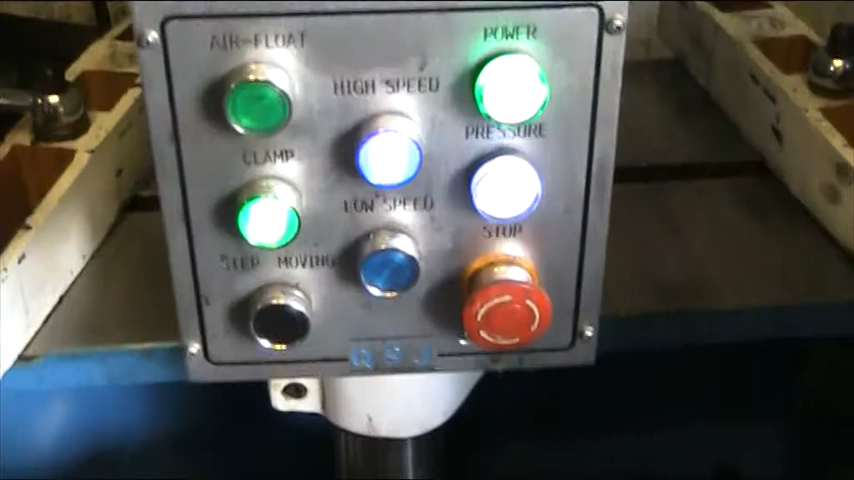 AIR-FLOAT
HIGH SPEED
POWER
CLAMP
PRESSURE
LOW SPEED
STOP
STEP MOVING